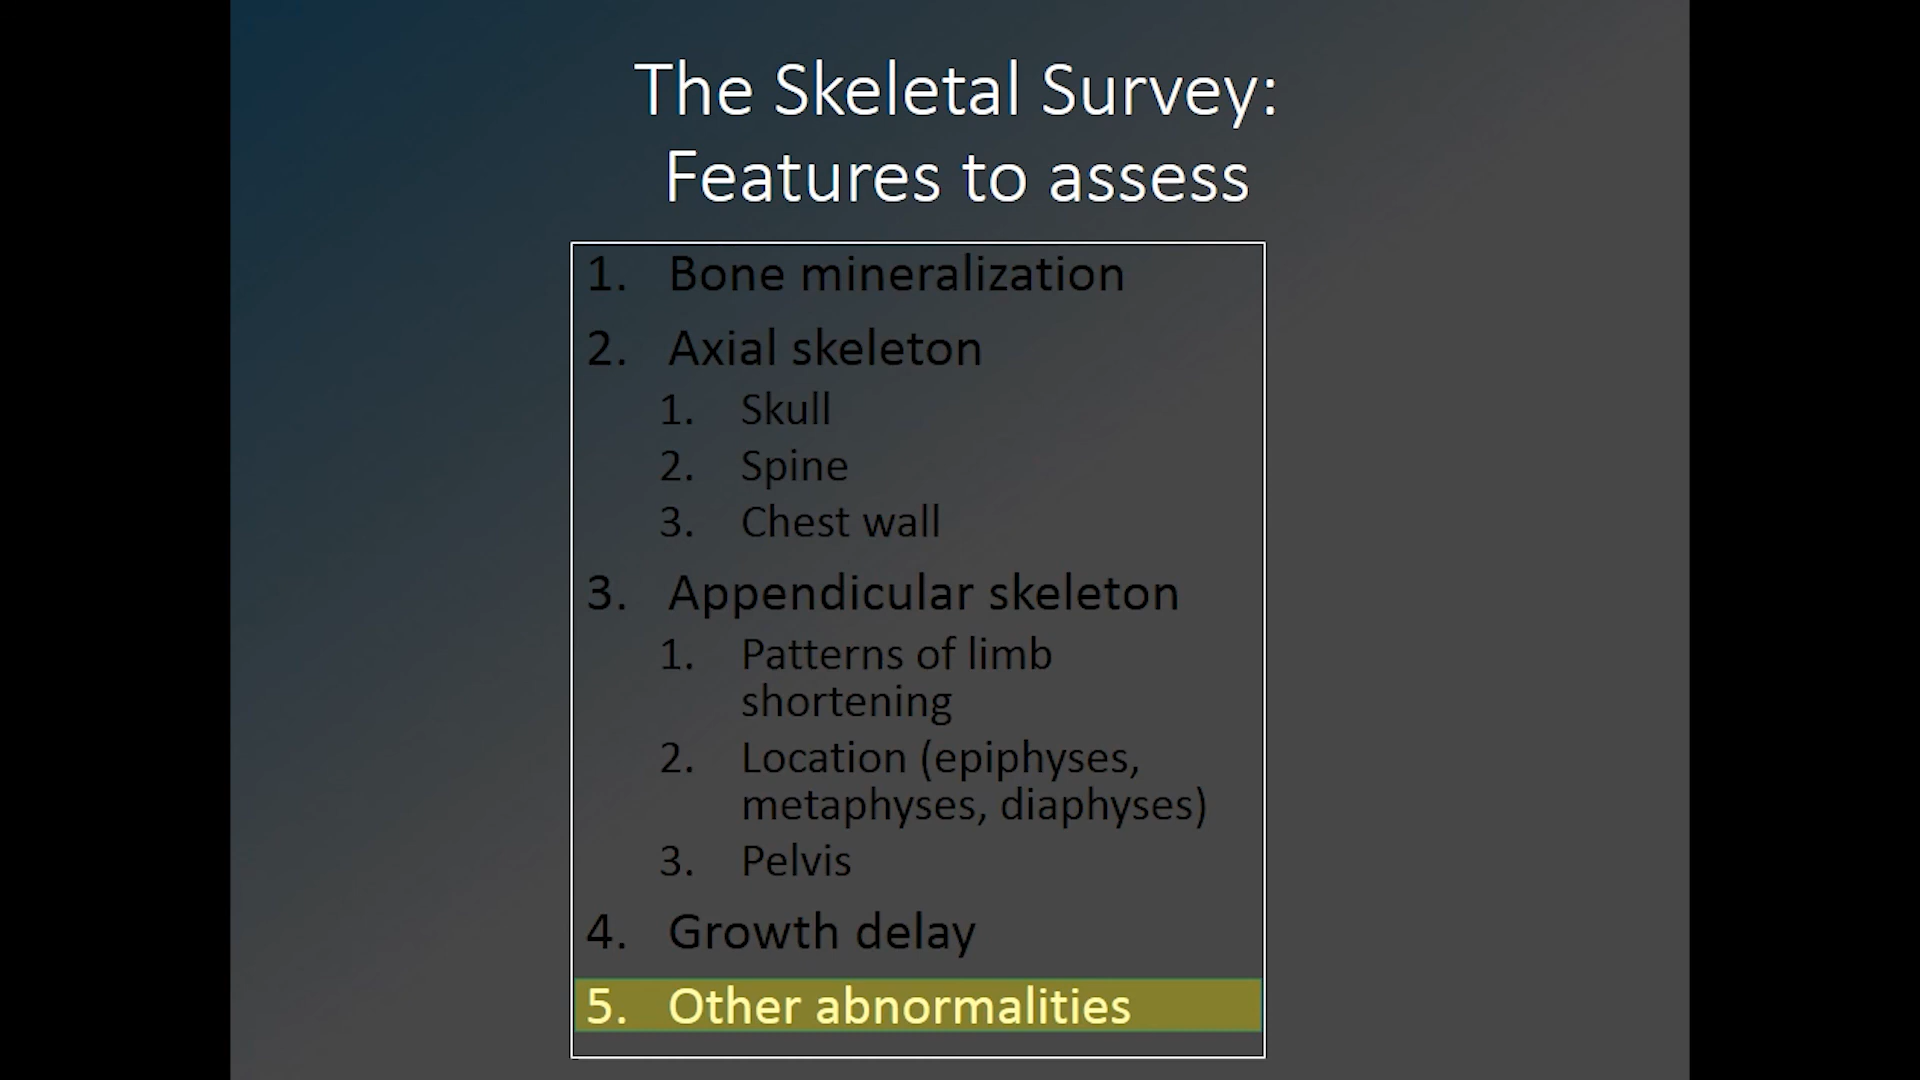 The Skeletal Survey:
Features to assess
1. Bone mineralization
2. Axial skeleton
1. Skull
2. Spine
3. Chest wall
3. Appendicular skeleton
1. Patterns of limb
shortening
2. Location (epiphyses,
metaphyses, diaphyses)
3. Pelvis
4. Growth delay
5. Other abnormalities